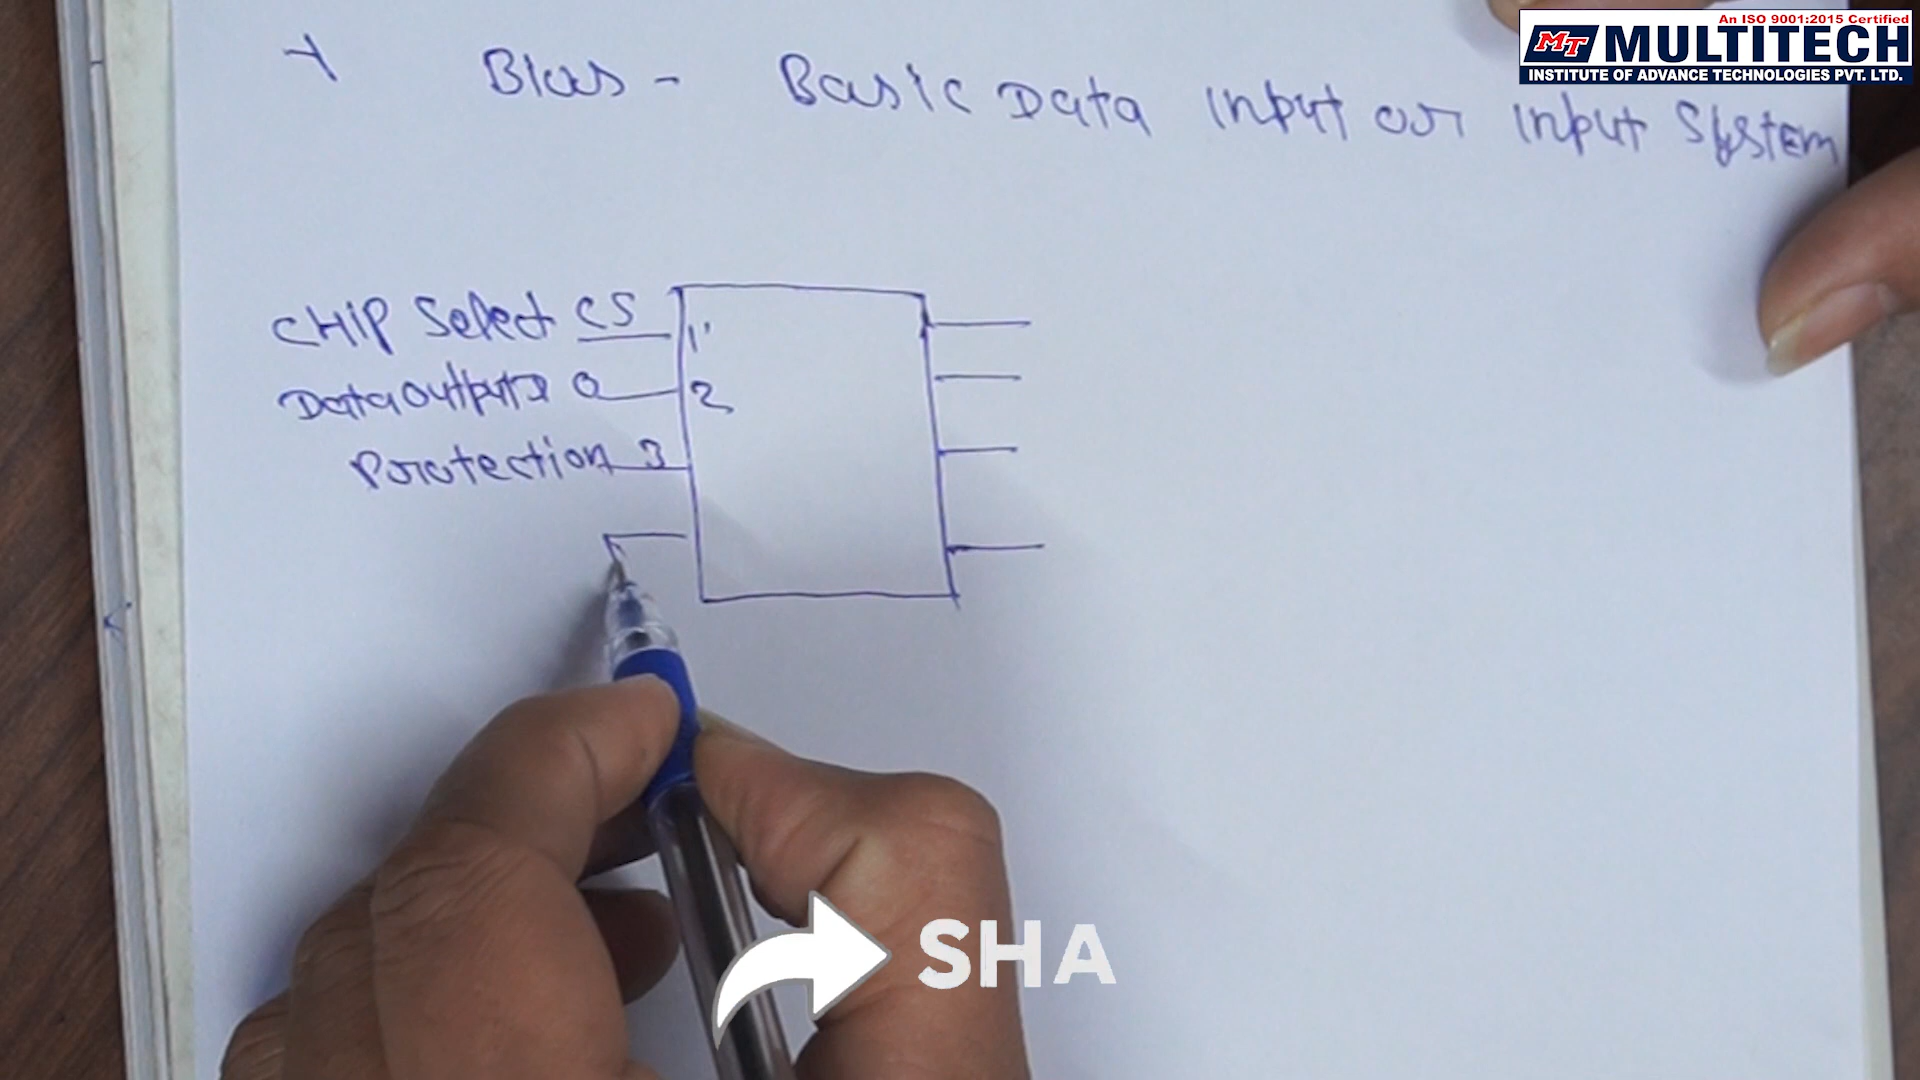 An ISO 9001:2015 Certified
MT MULTITECH
INSTITUTE OF ADVANCE TECHNOLOGIES PVT. LTD.
Bios - Basic Data input or input System
CHIP Select CS 1
Data output 2
Protection 3
SHA